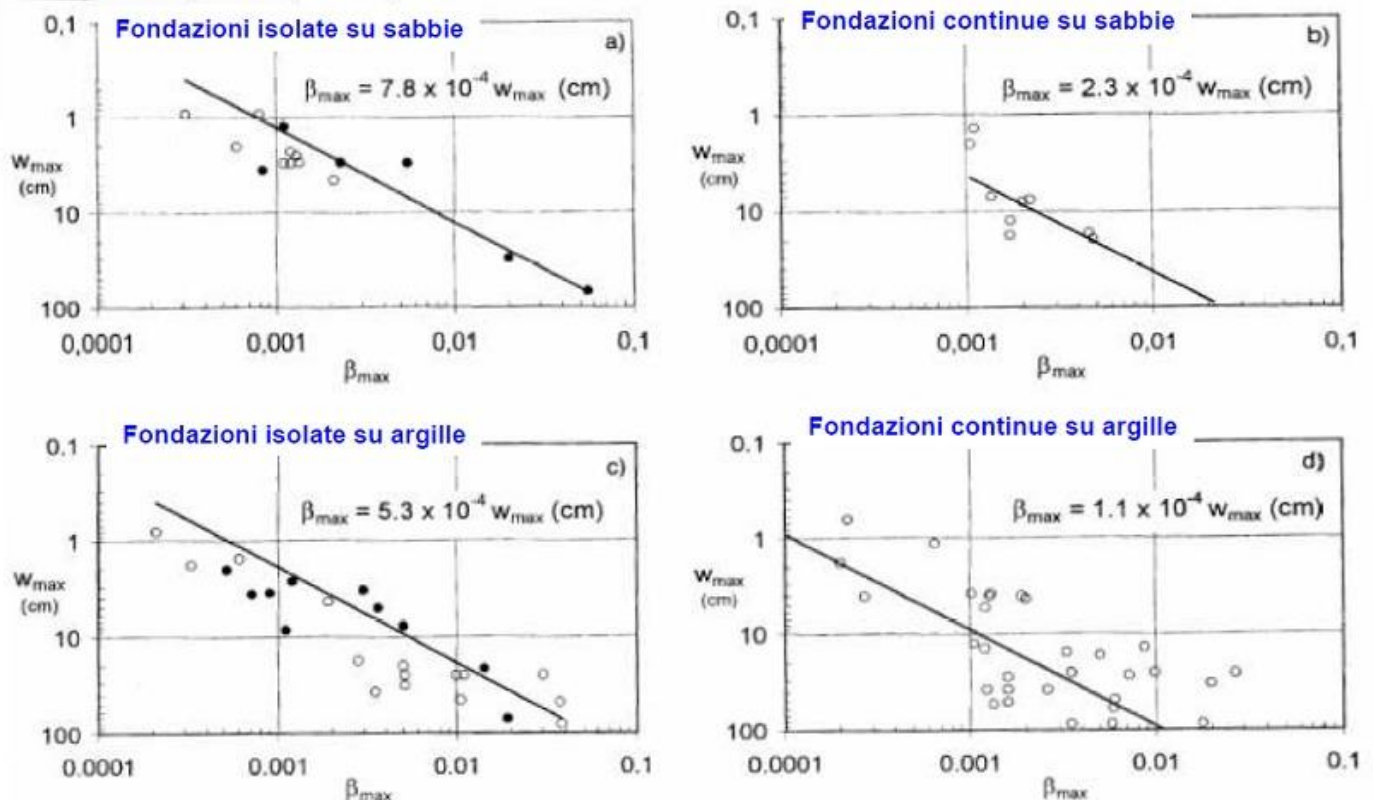 Fondazioni isolate su sabbie
a)
βmax = 7.8 x 10⁻⁴ wmax (cm)
0,1
1
10
100
wmax
(cm)
0,0001 0,001 0,01 0,1
βmax
Fondazioni continue su sabbie
b)
βmax = 2.3 x 10⁻⁴ wmax (cm)
0,1
1
10
100
wmax
(cm)
0,0001 0,001 0,01 0,1
βmax
Fondazioni isolate su argille
c)
βmax = 5.3 x 10⁻⁴ wmax (cm)
0.1
1
10
100
wmax
(cm)
0.0001 0.001 0.01 0.1
βmax
Fondazioni continue su argille
d)
βmax = 1.1 x 10⁻⁴ wmax (cm)
0.1
1
10
100
wmax
(cm)
0.0001 0.001 0.01 0.1
βmax